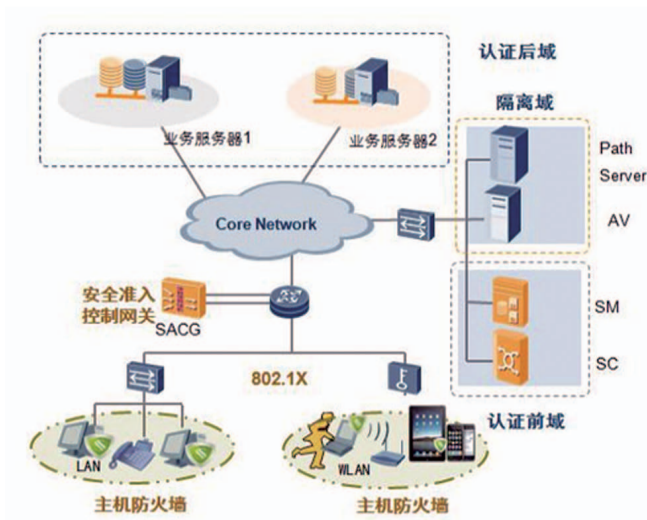 认证后域
业务服务器1
业务服务器2
隔离域
Path
Server
AV
Core Network
安全准入
控制网关
SACG
SM
SC
认证前域
802.1X
LAN
WLAN
主机防火墙
主机防火墙